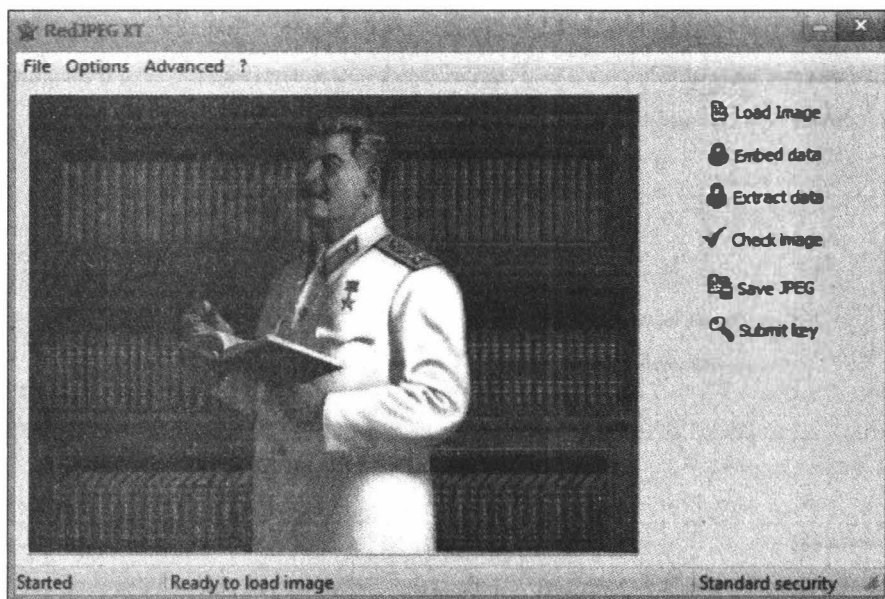 RedJPEG XT
File Options Advanced ?
Load Image
Embed data
Extract data
Check image
Save JPEG
Submit key
Started Ready to load image Standard security